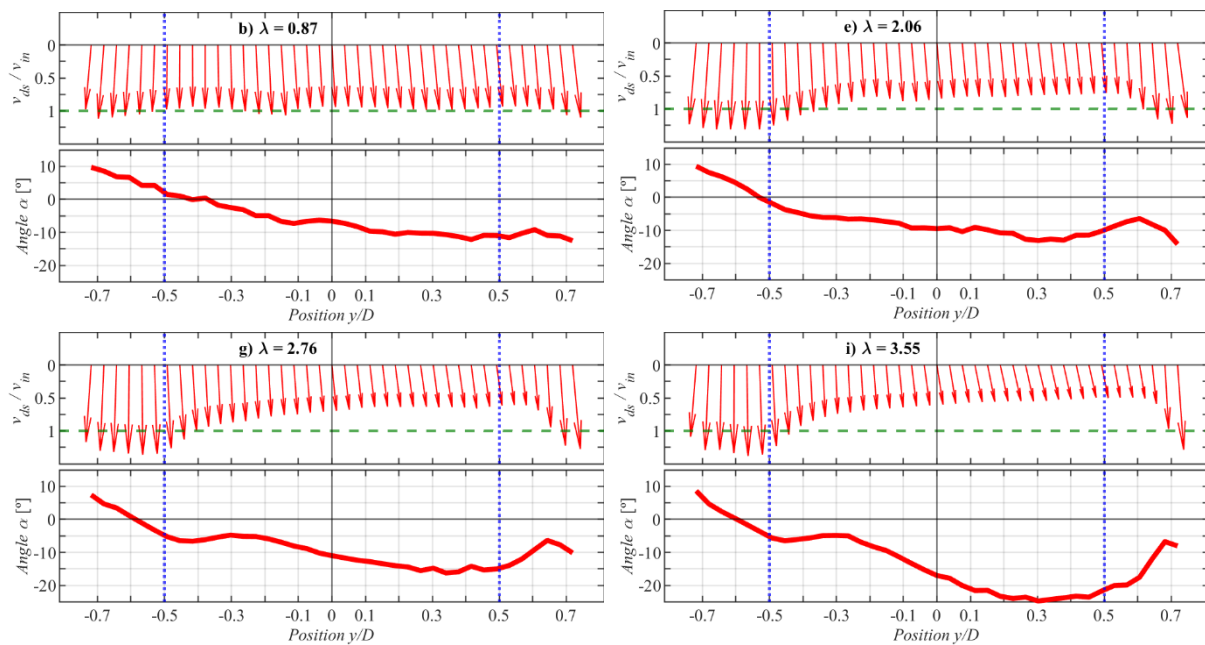 b) λ = 0.87
0
0.5
1
v_ds / v_in
10
0
-10
-20
Angle α [º]
-0.7 -0.5 -0.3 -0.1 0 0.1 0.3 0.5 0.7
Position y/D
e) λ = 2.06
0
0.5
1
v_ds / v_in
10
0
-10
-20
Angle α [º]
-0.7 -0.5 -0.3 -0.1 0 0.1 0.3 0.5 0.7
Position y/D
g) λ = 2.76
0
0.5
1
v_ds / v_in
10
0
-10
-20
Angle α [º]
-0.7 -0.5 -0.3 -0.1 0 0.1 0.3 0.5 0.7
Position y/D
i) λ = 3.55
0
0.5
1
v_ds / v_in
10
0
-10
-20
Angle α [º]
-0.7 -0.5 -0.3 -0.1 0 0.1 0.3 0.5 0.7
Position y/D